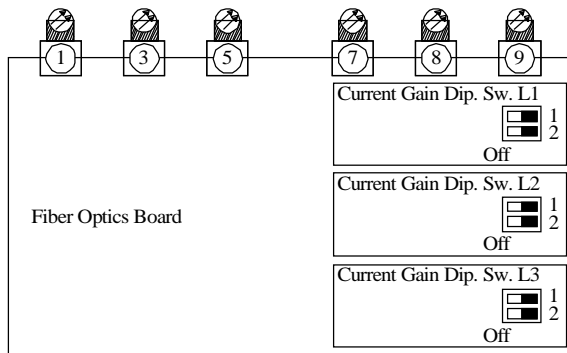 1 3 5 7 8 9
Current Gain Dip. Sw. L1
1
2
Off
Current Gain Dip. Sw. L2
1
2
Off
Fiber Optics Board
Current Gain Dip. Sw. L3
1
2
Off